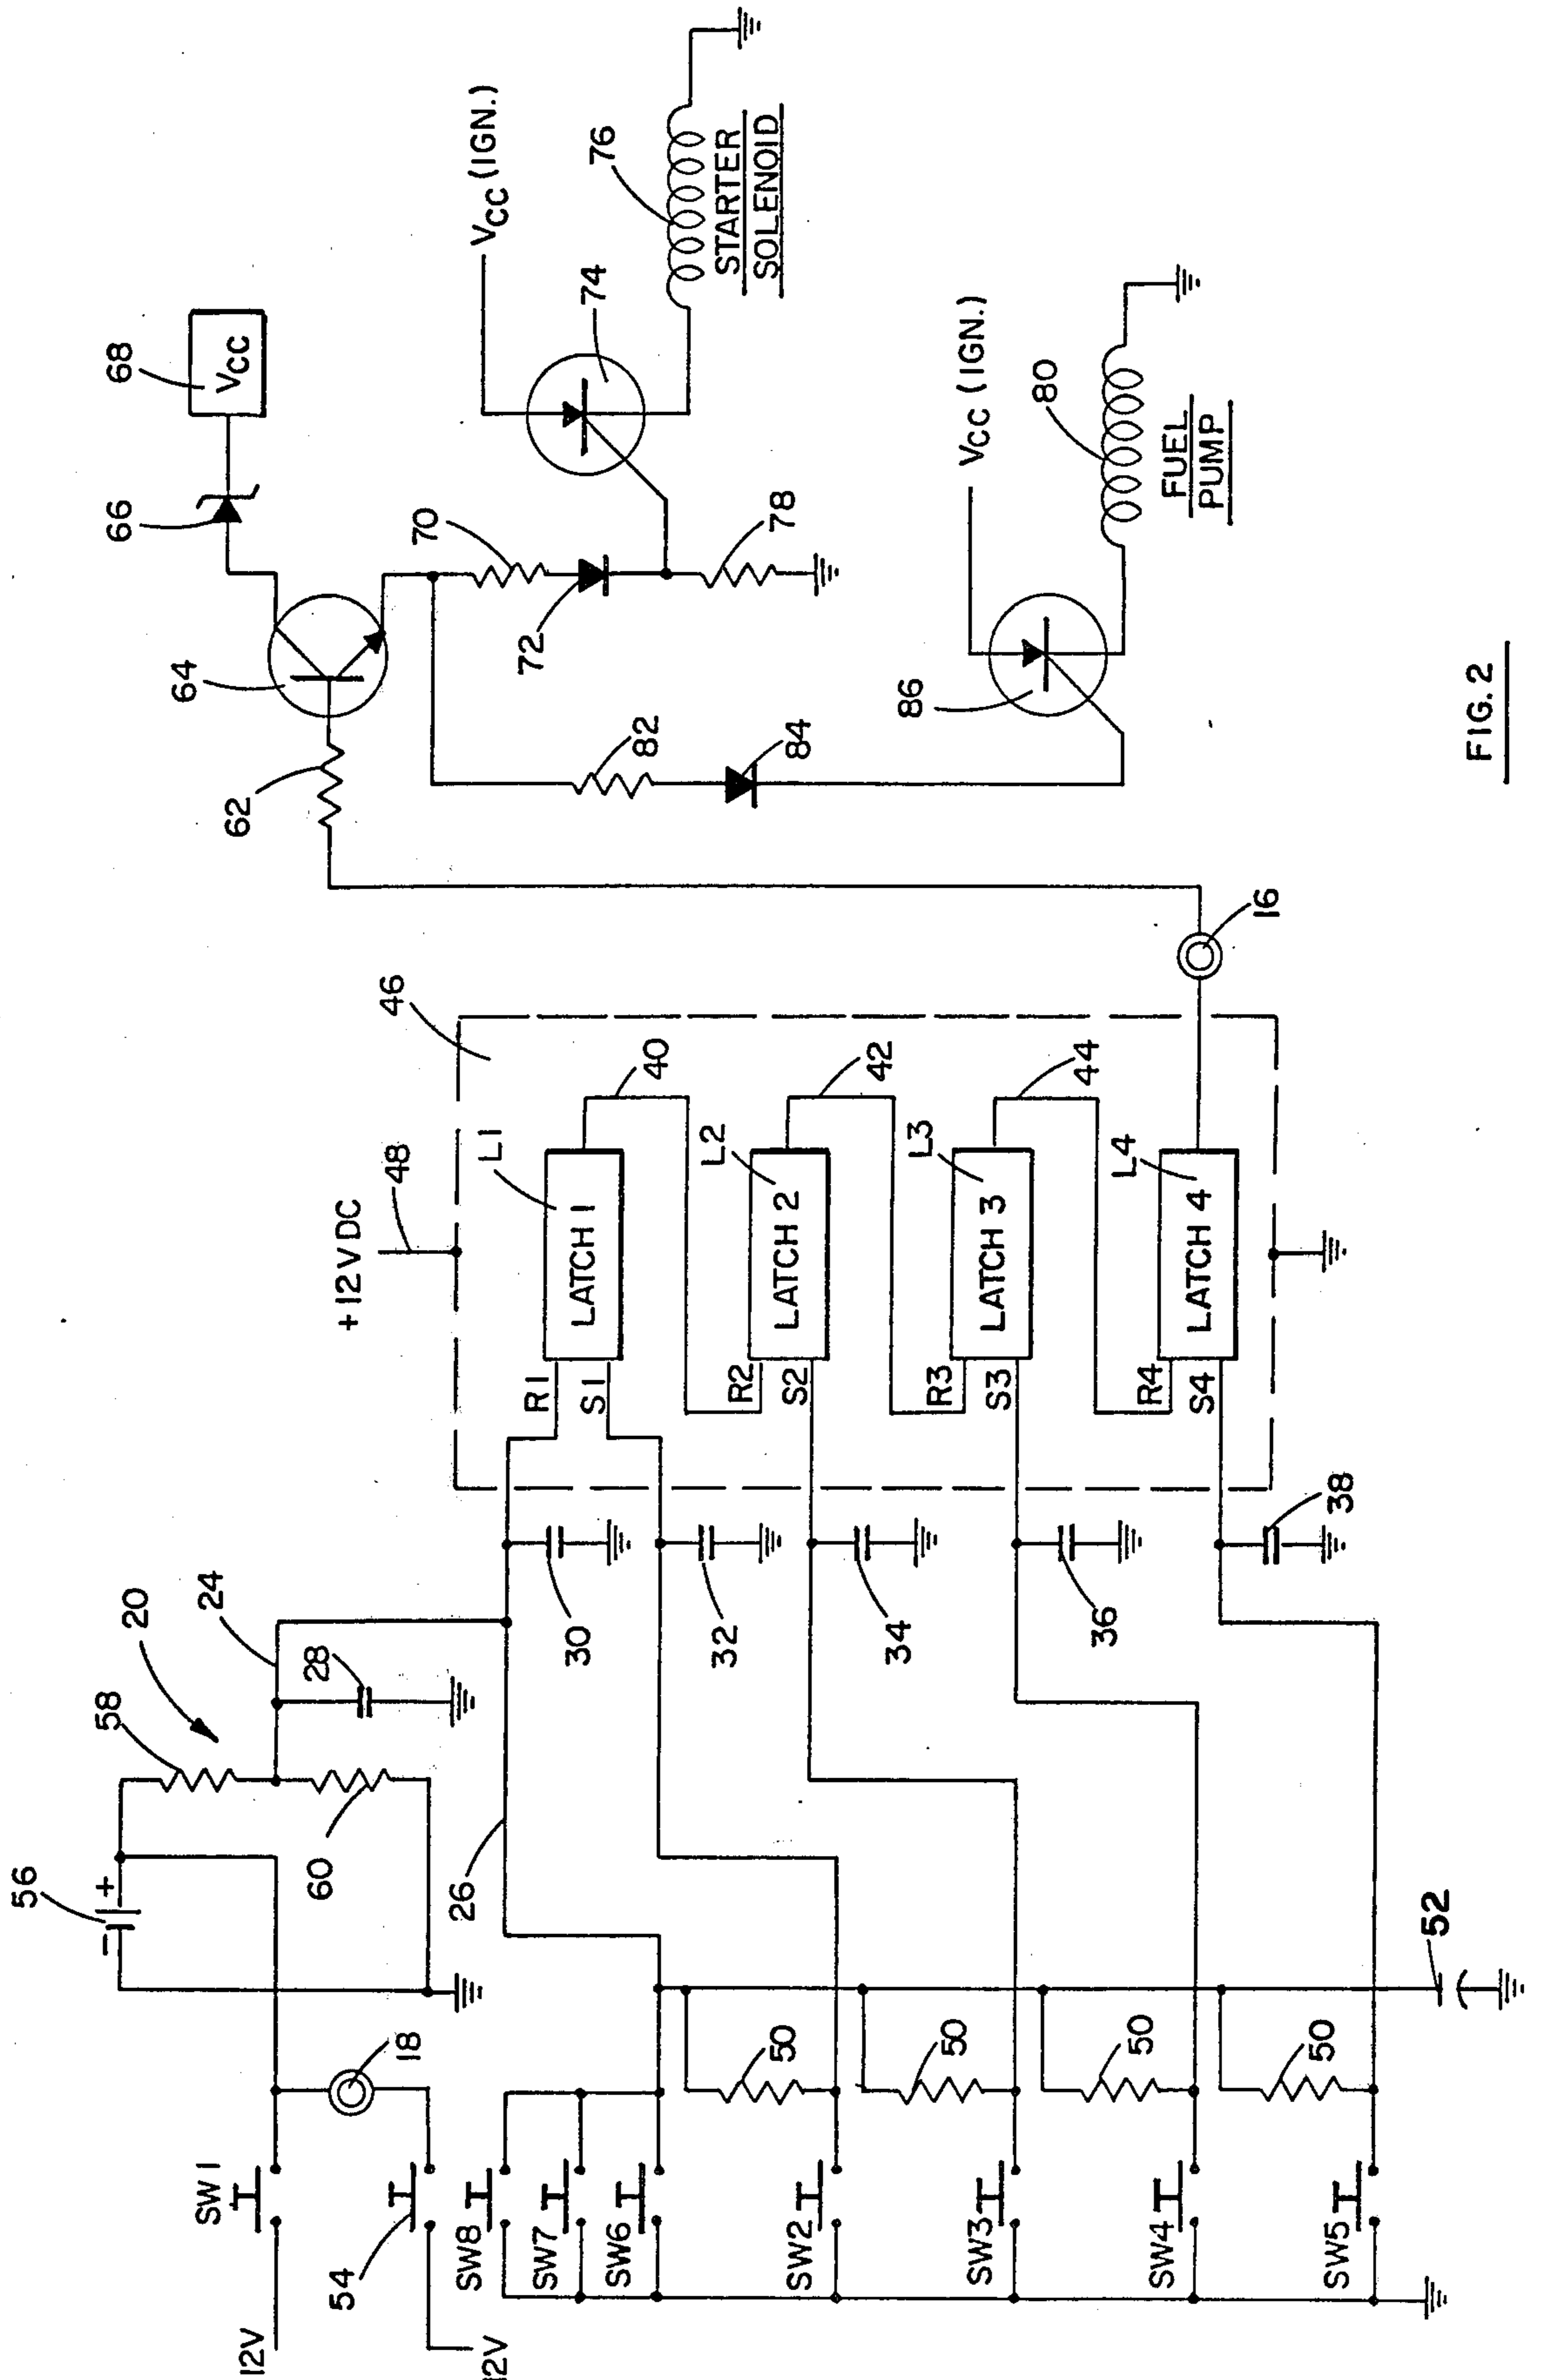 12V
SW1
54
12V
18
56
- +
58
20
24
28
60
26
SW8
SW7
SW6
SW2
SW3
SW4
SW5
50
50
50
50
52
30
32
34
36
38
+12VDC
48
46
R1
S1
LATCH 1
L1
40
R2
S2
LATCH 2
L2
42
R3
S3
LATCH 3
L3
44
R4
S4
LATCH 4
L4
16
62
64
66
68
VCC
70
72
74
VCC (IGN.)
76
STARTER
SOLENOID
78
82
84
86
VCC (IGN.)
80
FUEL
PUMP
FIG. 2